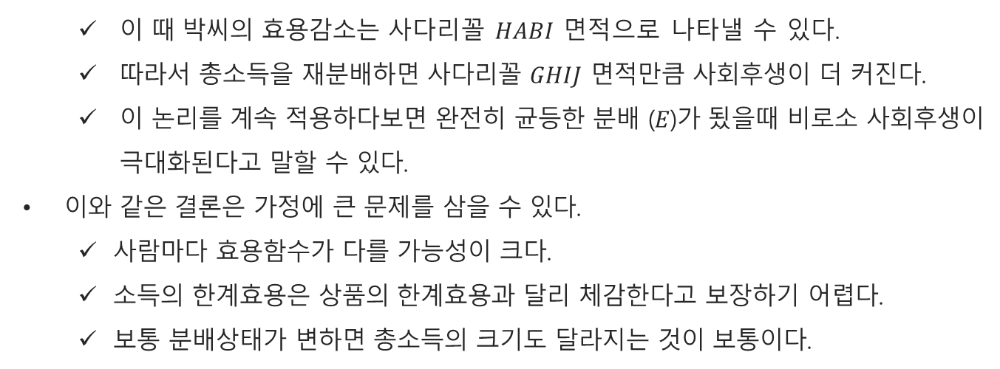 ✓ 이 때 박씨의 효용감소는 사다리꼴 HABI 면적으로 나타낼 수 있다.
✓ 따라서 총소득을 재분배하면 사다리꼴 GHIJ 면적만큼 사회후생이 더 커진다.
✓ 이 논리를 계속 적용하다보면 완전히 균등한 분배 (E)가 됐을때 비로소 사회후생이
극대화된다고 말할 수 있다.
• 이와 같은 결론은 가정에 큰 문제를 삼을 수 있다.
✓ 사람마다 효용함수가 다를 가능성이 크다.
✓ 소득의 한계효용은 상품의 한계효용과 달리 체감한다고 보장하기 어렵다.
✓ 보통 분배상태가 변하면 총소득의 크기도 달라지는 것이 보통이다.